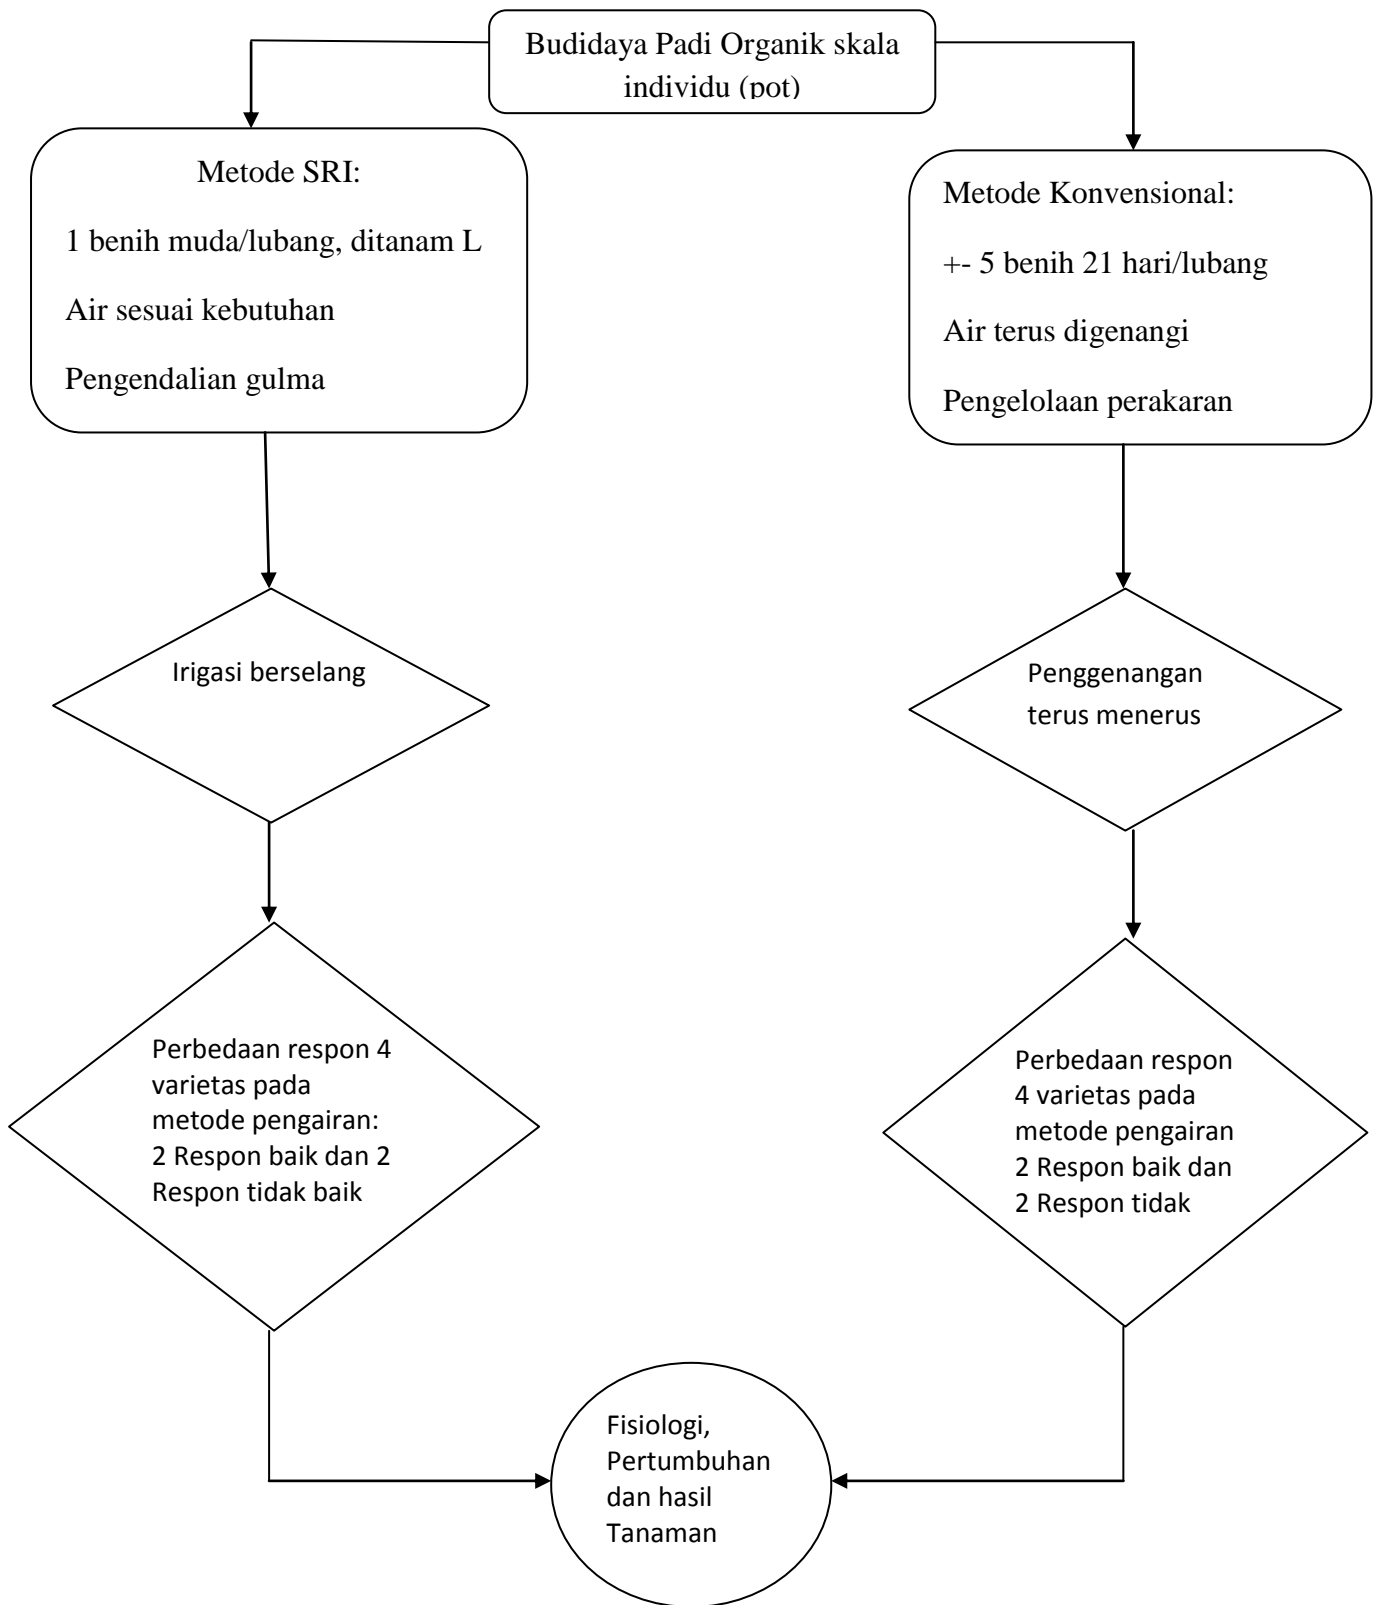 Budidaya Padi Organik skala
individu (pot)
Metode SRI:
1 benih muda/lubang, ditanam L
Air sesuai kebutuhan
Pengendalian gulma
Metode Konvensional:
+- 5 benih 21 hari/lubang
Air terus digenangi
Pengelolaan perakaran
Irigasi berselang
Penggenangan
terus menerus
Perbedaan respon 4
varietas pada
metode pengairan:
2 Respon baik dan 2
Respon tidak baik
Perbedaan respon
4 varietas pada
metode pengairan
2 Respon baik dan
2 Respon tidak
Fisiologi,
Pertumbuhan
dan hasil
Tanaman